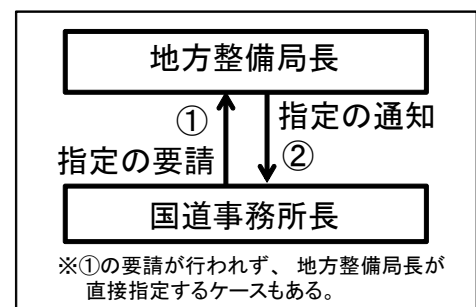 地方整備局長
①
指定の通知
指定の要請
②
国道事務所長
※①の要請が行われず、地方整備局長が
直接指定するケースもある。